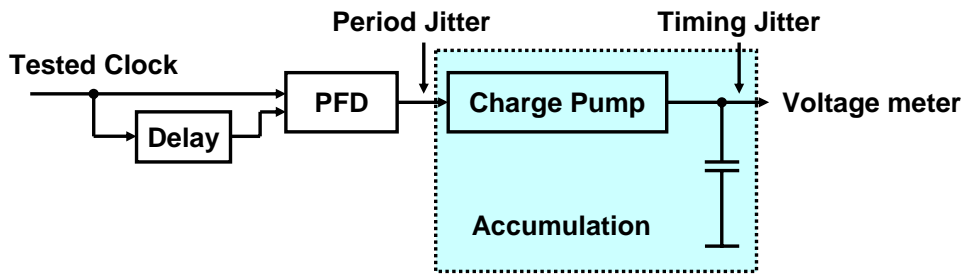 Period Jitter
Timing Jitter
Tested Clock
PFD
Charge Pump
Voltage meter
Delay
Accumulation